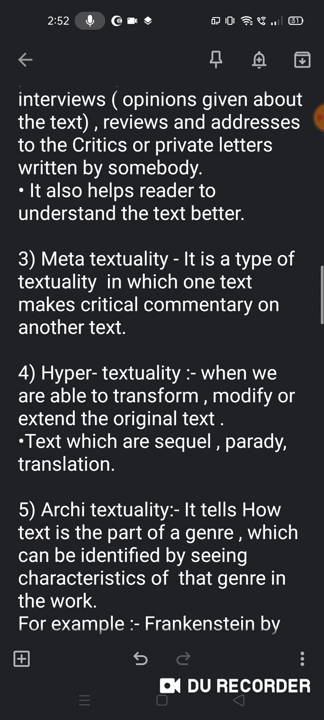 2:52
51
interviews ( opinions given about
the text) , reviews and addresses
to the Critics or private letters
written by somebody.
• It also helps reader to
understand the text better.
3) Meta textuality - It is a type of
textuality in which one text
makes critical commentary on
another text.
4) Hyper- textuality :- when we
are able to transform , modify or
extend the original text .
•Text which are sequel , parady,
translation.
5) Archi textuality:- It tells How
text is the part of a genre , which
can be identified by seeing
characteristics of that genre in
the work.
For example :- Frankenstein by
DU RECORDER